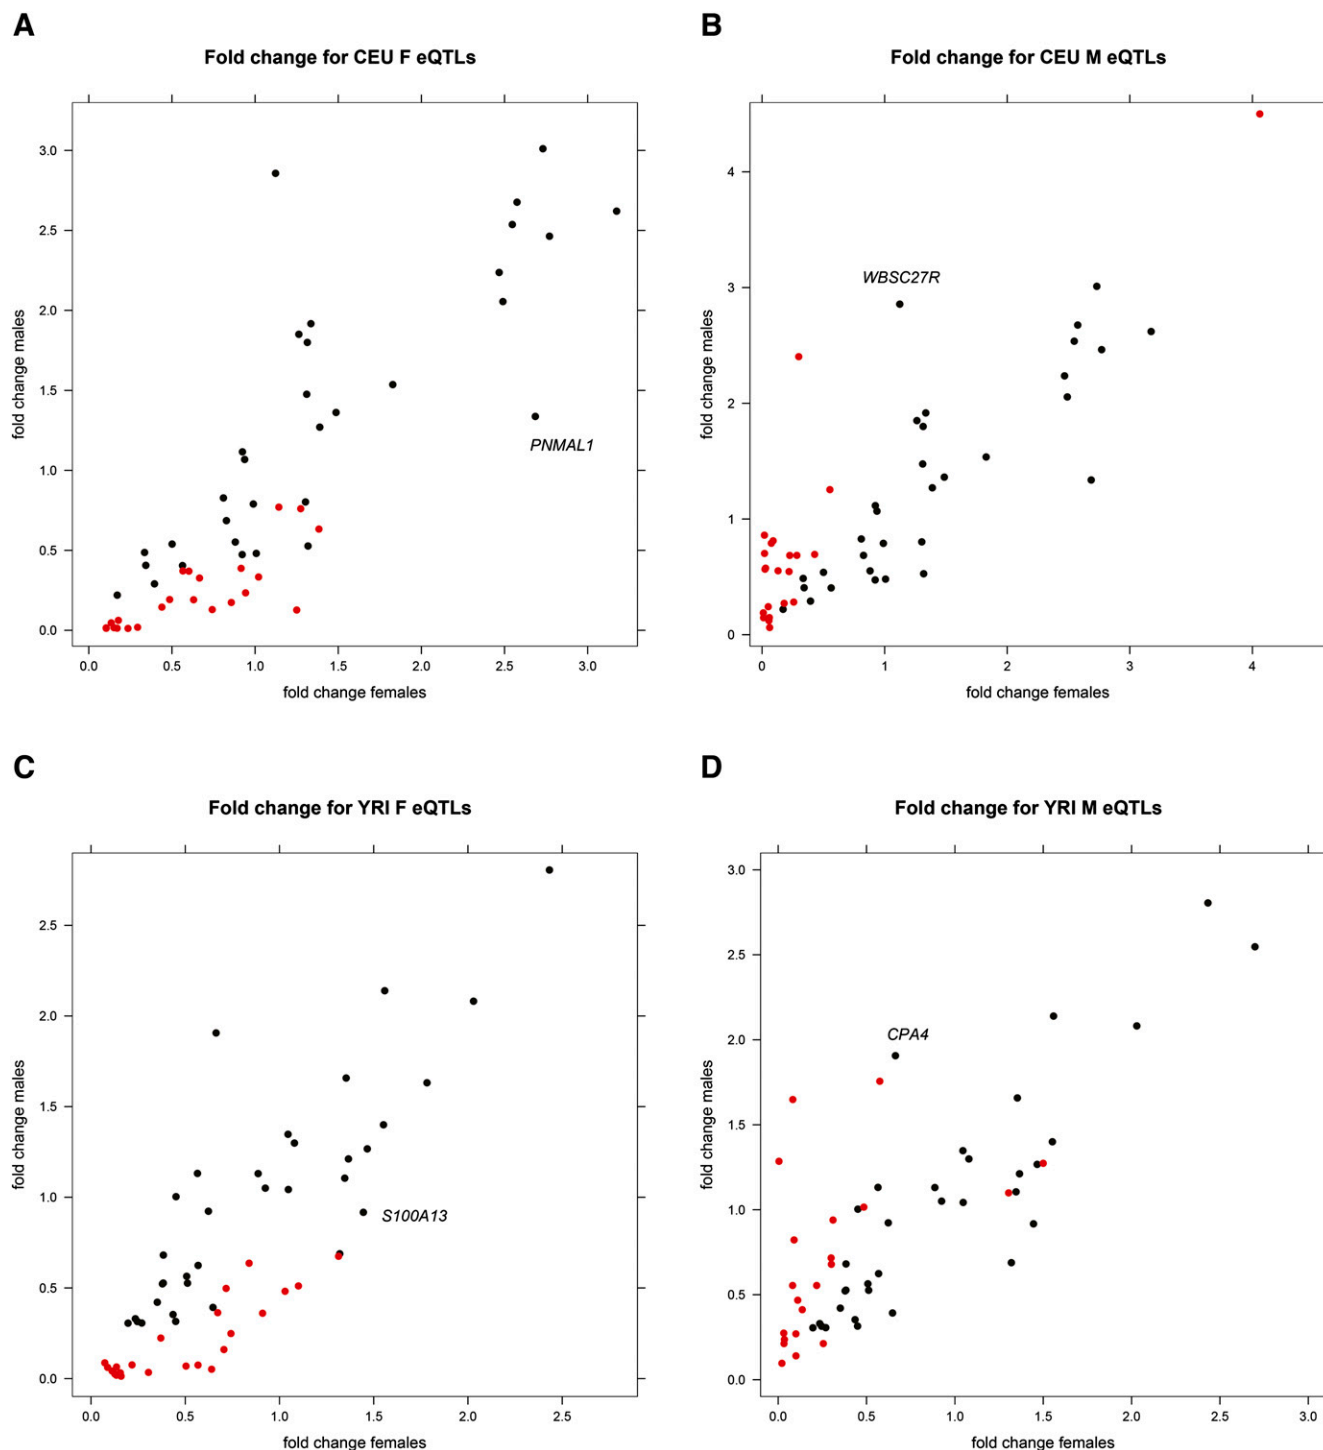 A
Fold change for CEU F eQTLs
3.0
2.5
2.0
1.5
1.0
0.5
0.0
fold change males
PNMAL1
0.0 0.5 1.0 1.5 2.0 2.5 3.0
fold change females
B
Fold change for CEU M eQTLs
4
3
2
1
0
fold change males
WBSC27R
0 1 2 3 4
fold change females
C
Fold change for YRI F eQTLs
2.5
2.0
1.5
1.0
0.5
0.0
fold change males
S100A13
0.0 0.5 1.0 1.5 2.0 2.5
fold change females
D
Fold change for YRI M eQTLs
3.0
2.5
2.0
1.5
1.0
0.5
0.0
fold change males
CPA4
0.0 0.5 1.0 1.5 2.0 2.5 3.0
fold change females